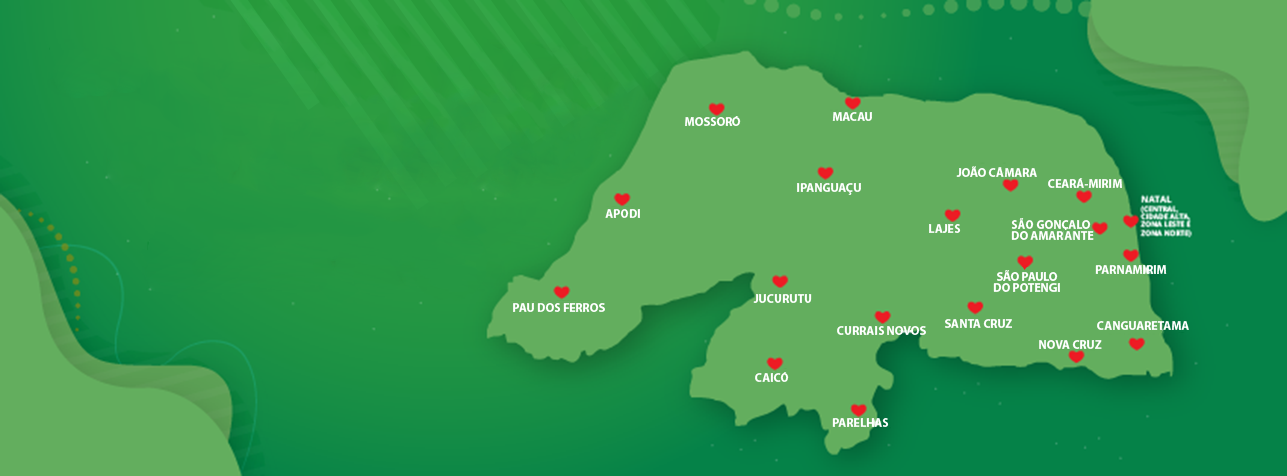 MOSSORÓ
MACAU
JOÃO CÂMARA
CEARÁ-MIRIM
IPANGUAÇU
NATAL
(CENTRAL,
CIDADE ALTA,
ZONA LESTE E
ZONA NORTE)
APODI
LAJES
SÃO GONÇALO
DO AMARANTE
PARNAMIRIM
SÃO PAULO
DO POTENGI
PAU DOS FERROS
JUCURUTU
CURRAIS NOVOS
SANTA CRUZ
CANGUARETAMA
NOVA CRUZ
CAICÓ
PARELHAS